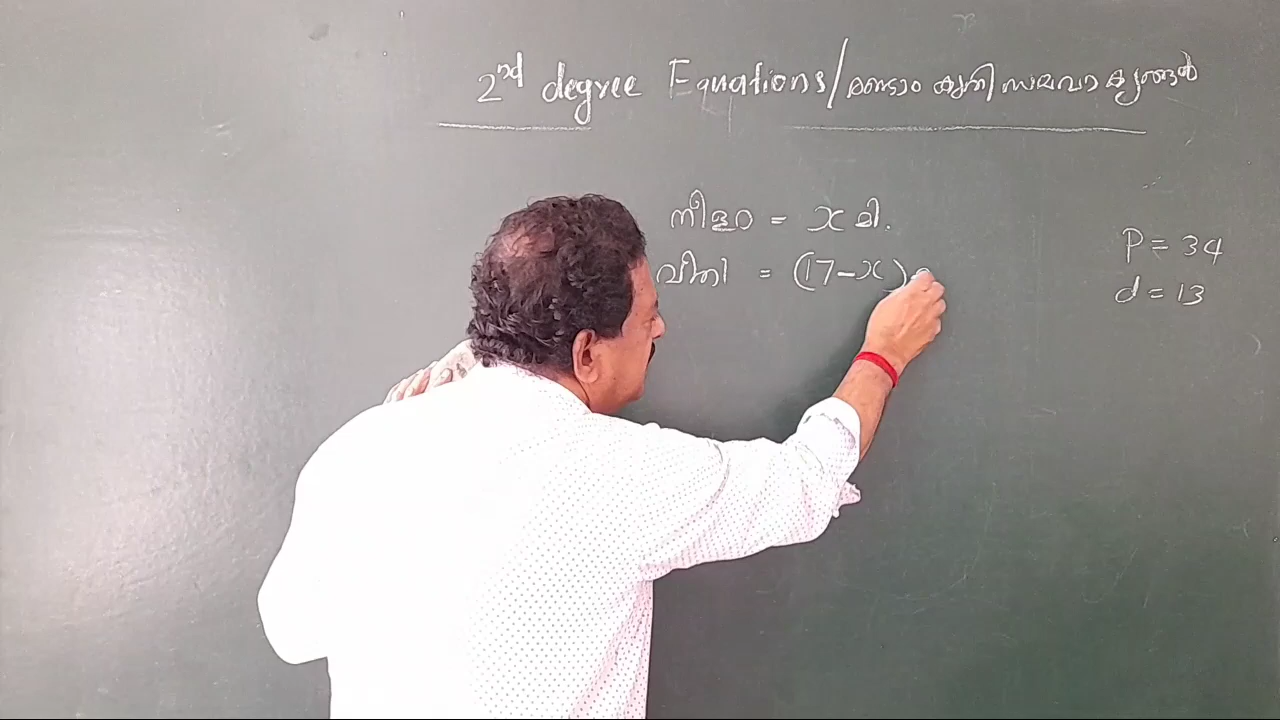 2nd degree Equations/രണ്ടാം കൃതി സമവാക്യങ്ങൾ
നീളം = x മി.
വീതി = (17-x)
P = 34
d = 13